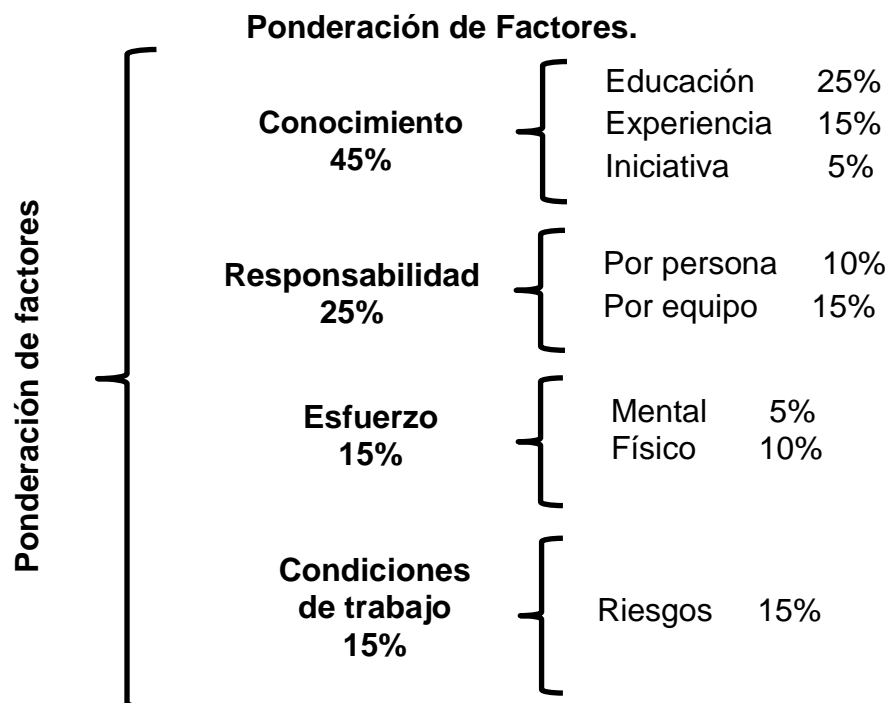 Ponderación de Factores.
Ponderación de factores
Conocimiento
45%
Educación 25%
Experiencia 15%
Iniciativa 5%
Responsabilidad
25%
Por persona 10%
Por equipo 15%
Esfuerzo
15%
Mental 5%
Físico 10%
Condiciones
de trabajo
15%
Riesgos 15%